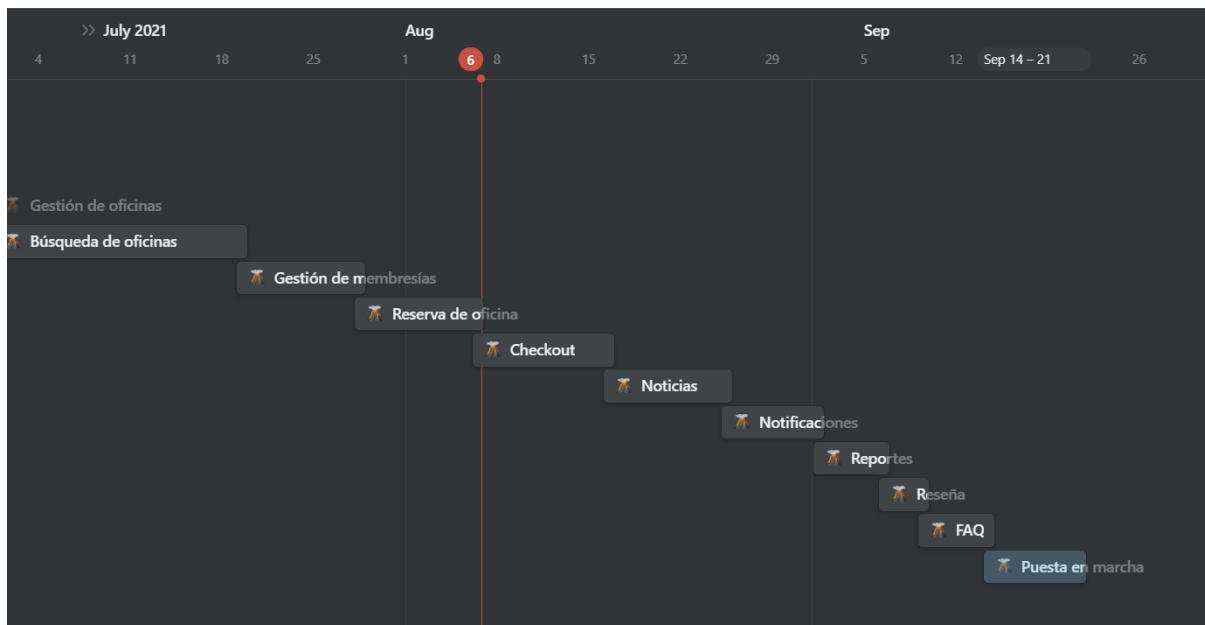 July 2021 Aug Sep
4 11 18 25 1 6 8 15 22 29 5 12 Sep 14 – 21 26
Gestión de oficinas
Búsqueda de oficinas
Gestión de membresías
Reserva de oficina
Checkout
Noticias
Notificaciones
Reportes
Reseña
FAQ
Puesta en marcha